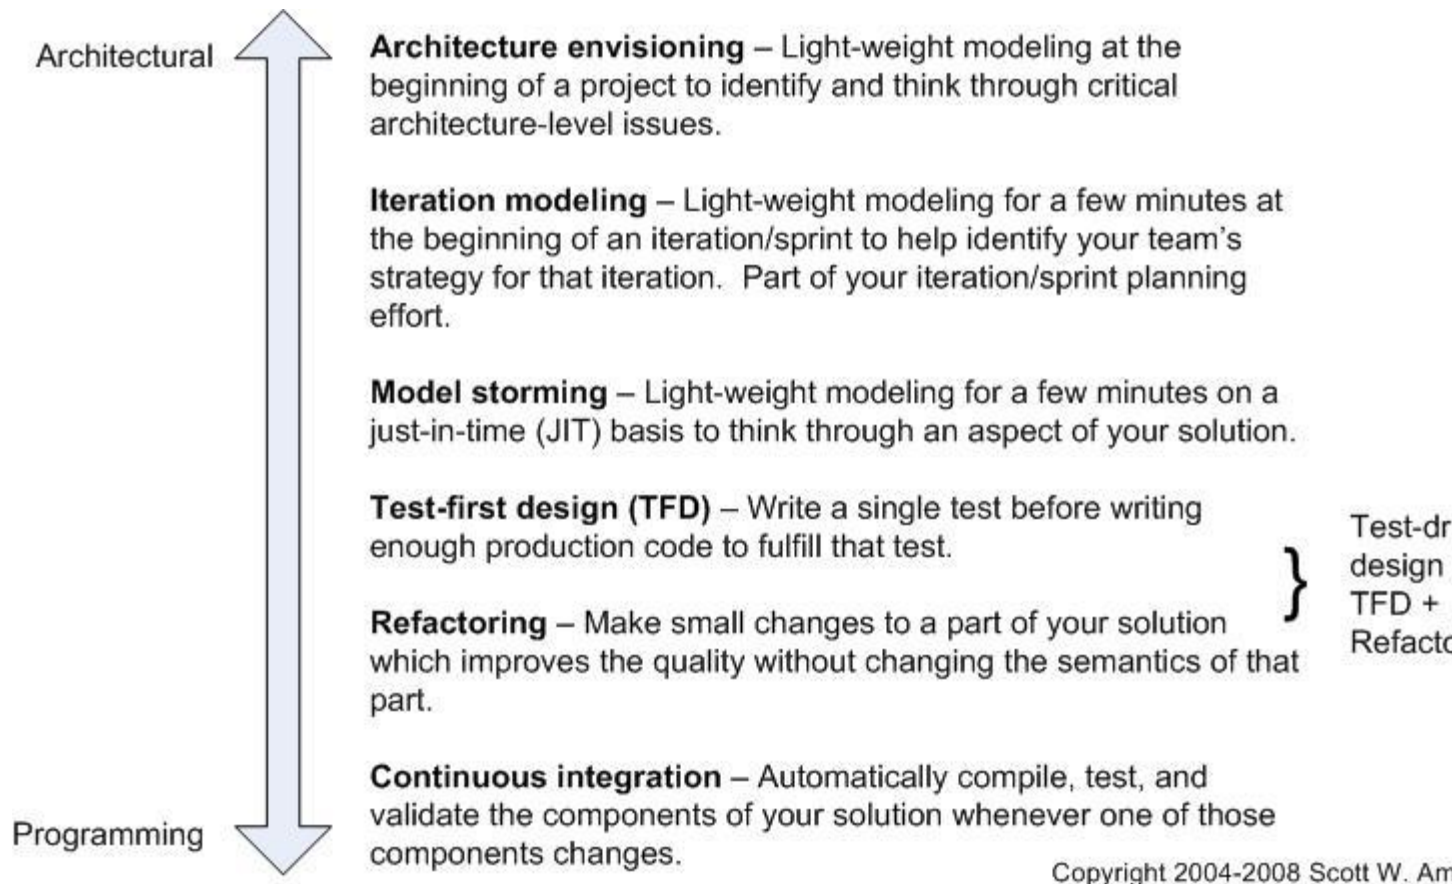 Architectural
Architecture envisioning – Light-weight modeling at the
beginning of a project to identify and think through critical
architecture-level issues.
Iteration modeling – Light-weight modeling for a few minutes at
the beginning of an iteration/sprint to help identify your team's
strategy for that iteration.  Part of your iteration/sprint planning
effort.
Model storming – Light-weight modeling for a few minutes on a
just-in-time (JIT) basis to think through an aspect of your solution.
Test-first design (TFD) – Write a single test before writing
enough production code to fulfill that test.
}
Test-dr
design
TFD +
Refacto
Refactoring – Make small changes to a part of your solution
which improves the quality without changing the semantics of that
part.
Continuous integration – Automatically compile, test, and
validate the components of your solution whenever one of those
components changes.
Programming
Copyright 2004-2008 Scott W. Am